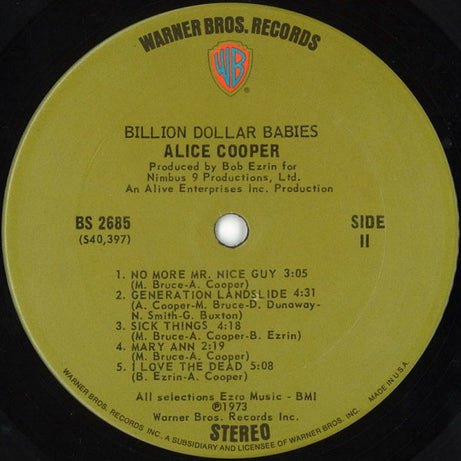 WARNER BROS. RECORDS
WB
®
BILLION DOLLAR BABIES
ALICE COOPER
Produced by Bob Ezrin for
Nimbus 9 Productions, Ltd.
An Alive Enterprises Inc. Production
BS 2685
(S40,397)
SIDE
II
1. NO MORE MR. NICE GUY 3:05
(M. Bruce-A. Cooper)
2. GENERATION LANDSLIDE 4:31
(A. Cooper-M. Bruce-D. Dunaway-
N. Smith-G. Buxton)
3. SICK THINGS 4:18
(M. Bruce-A. Cooper-B. Ezrin)
4. MARY ANN 2:19
(M. Bruce-A. Cooper)
5. I LOVE THE DEAD 5:08
(B. Ezrin-A. Cooper)
All selections Ezra Music - BMI
℗1973
Warner Bros. Records Inc.
STEREO
WARNER BROS. RECORDS INC. A SUBSIDIARY AND LICENSEE OF WARNER BROS. INC.
MADE IN U.S.A.